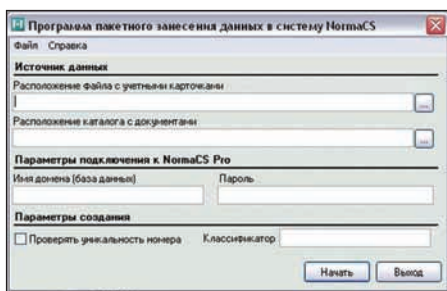 Программа пакетного занесения данных в систему NormaCS
Файл Справка
Источник данных
Расположение файла с учетными карточками
...
Расположение каталога с документами
...
Параметры подключения к NormaCS Pro
Имя домена (база данных) Пароль
Параметры создания
Проверять уникальность номера Классификатор
Начать Выход